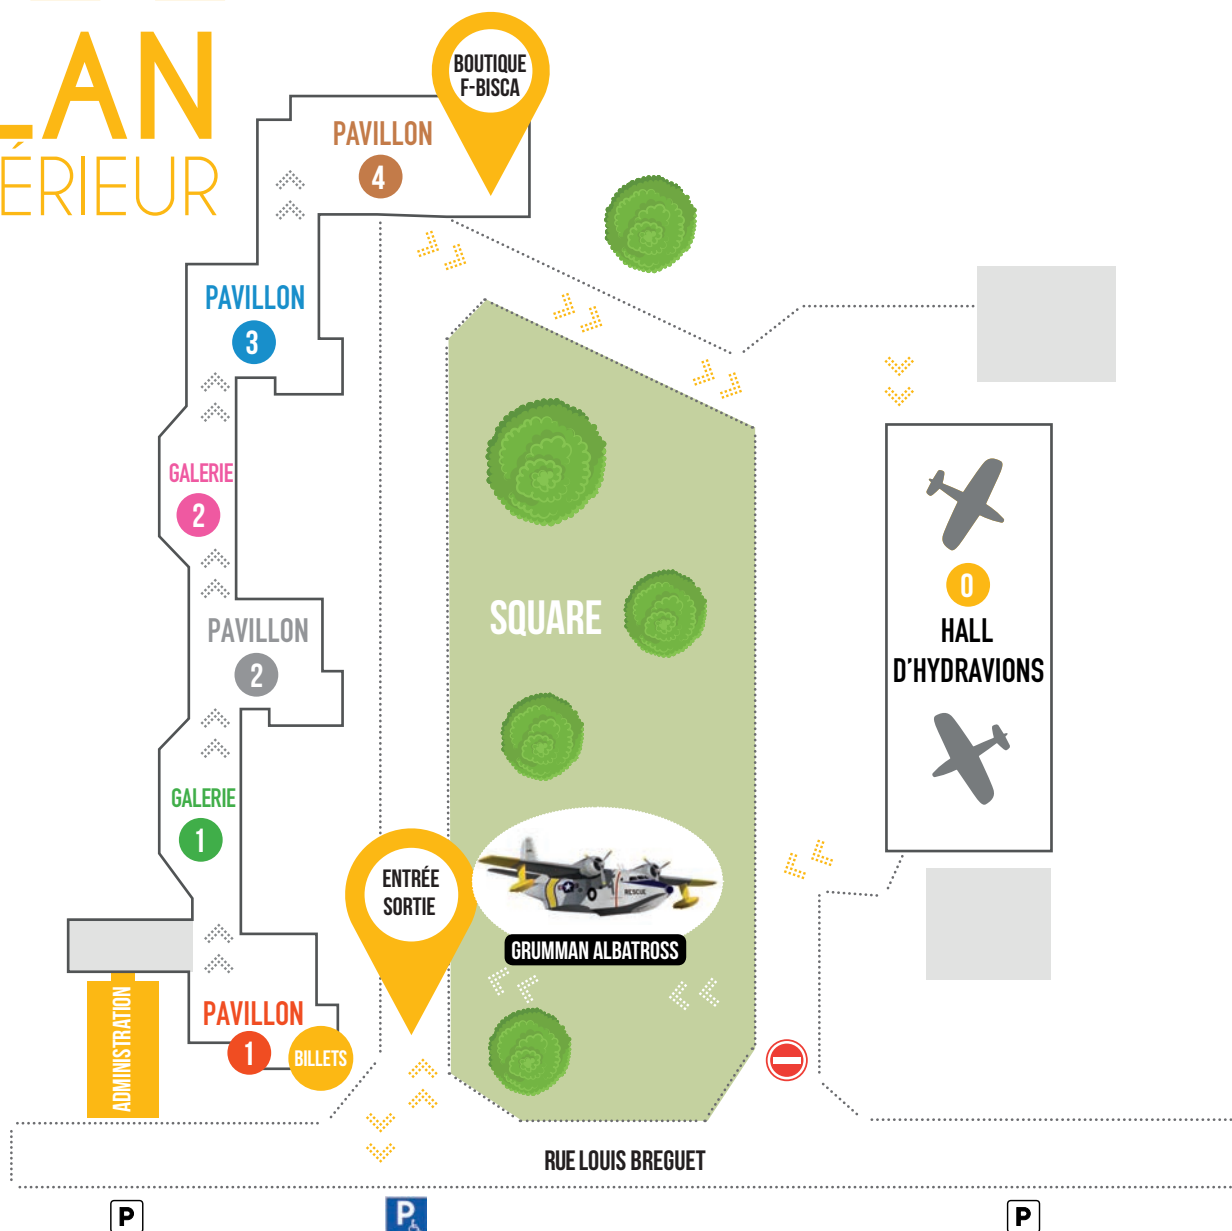 LAN
ÉRIEUR
BOUTIQUE
F-BISCA
PAVILLON
4
PAVILLON
3
GALERIE
2
PAVILLON
2
GALERIE
1
PAVILLON
1
BILLETS
ADMINISTRATION
ENTRÉE
SORTIE
SQUARE
RESCUE
GRUMMAN ALBATROSS
0
HALL
D'HYDRAVIONS
RUE LOUIS BREGUET
P
P
P